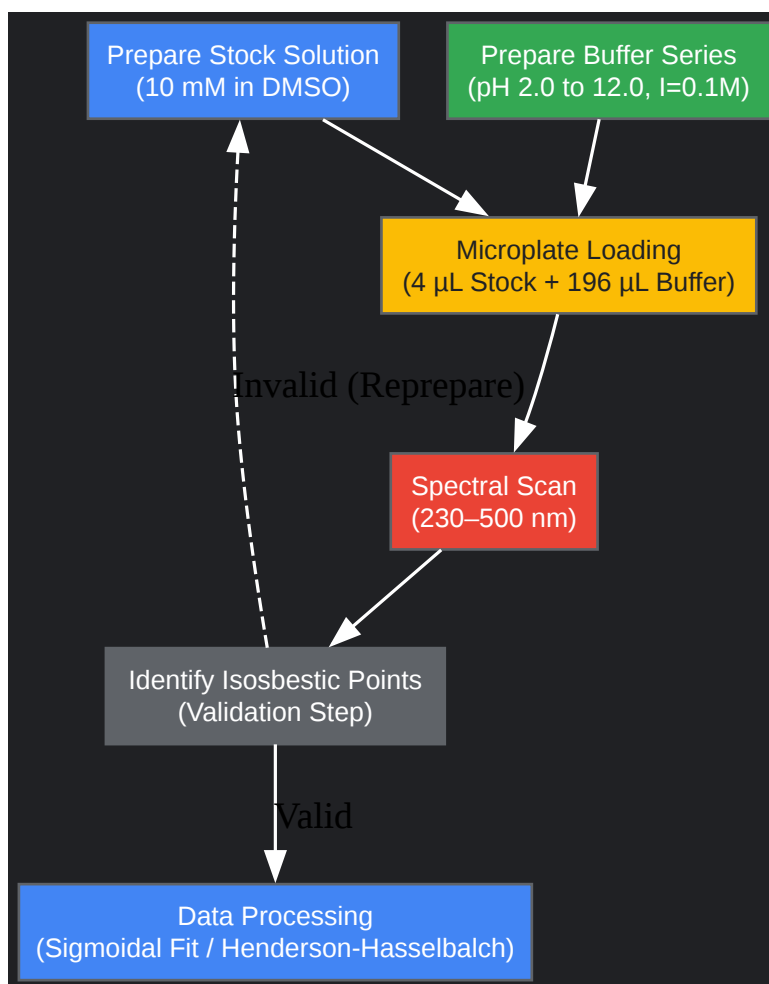 Prepare Stock Solution
(10 mM in DMSO)
Prepare Buffer Series
(pH 2.0 to 12.0, I=0.1M)
Microplate Loading
(4 µL Stock + 196 µL Buffer)
Invalid (Reprepare)
Spectral Scan
(230–500 nm)
Identify Isosbestic Points
(Validation Step)
Valid
Data Processing
(Sigmoidal Fit / Henderson-Hasselbalch)